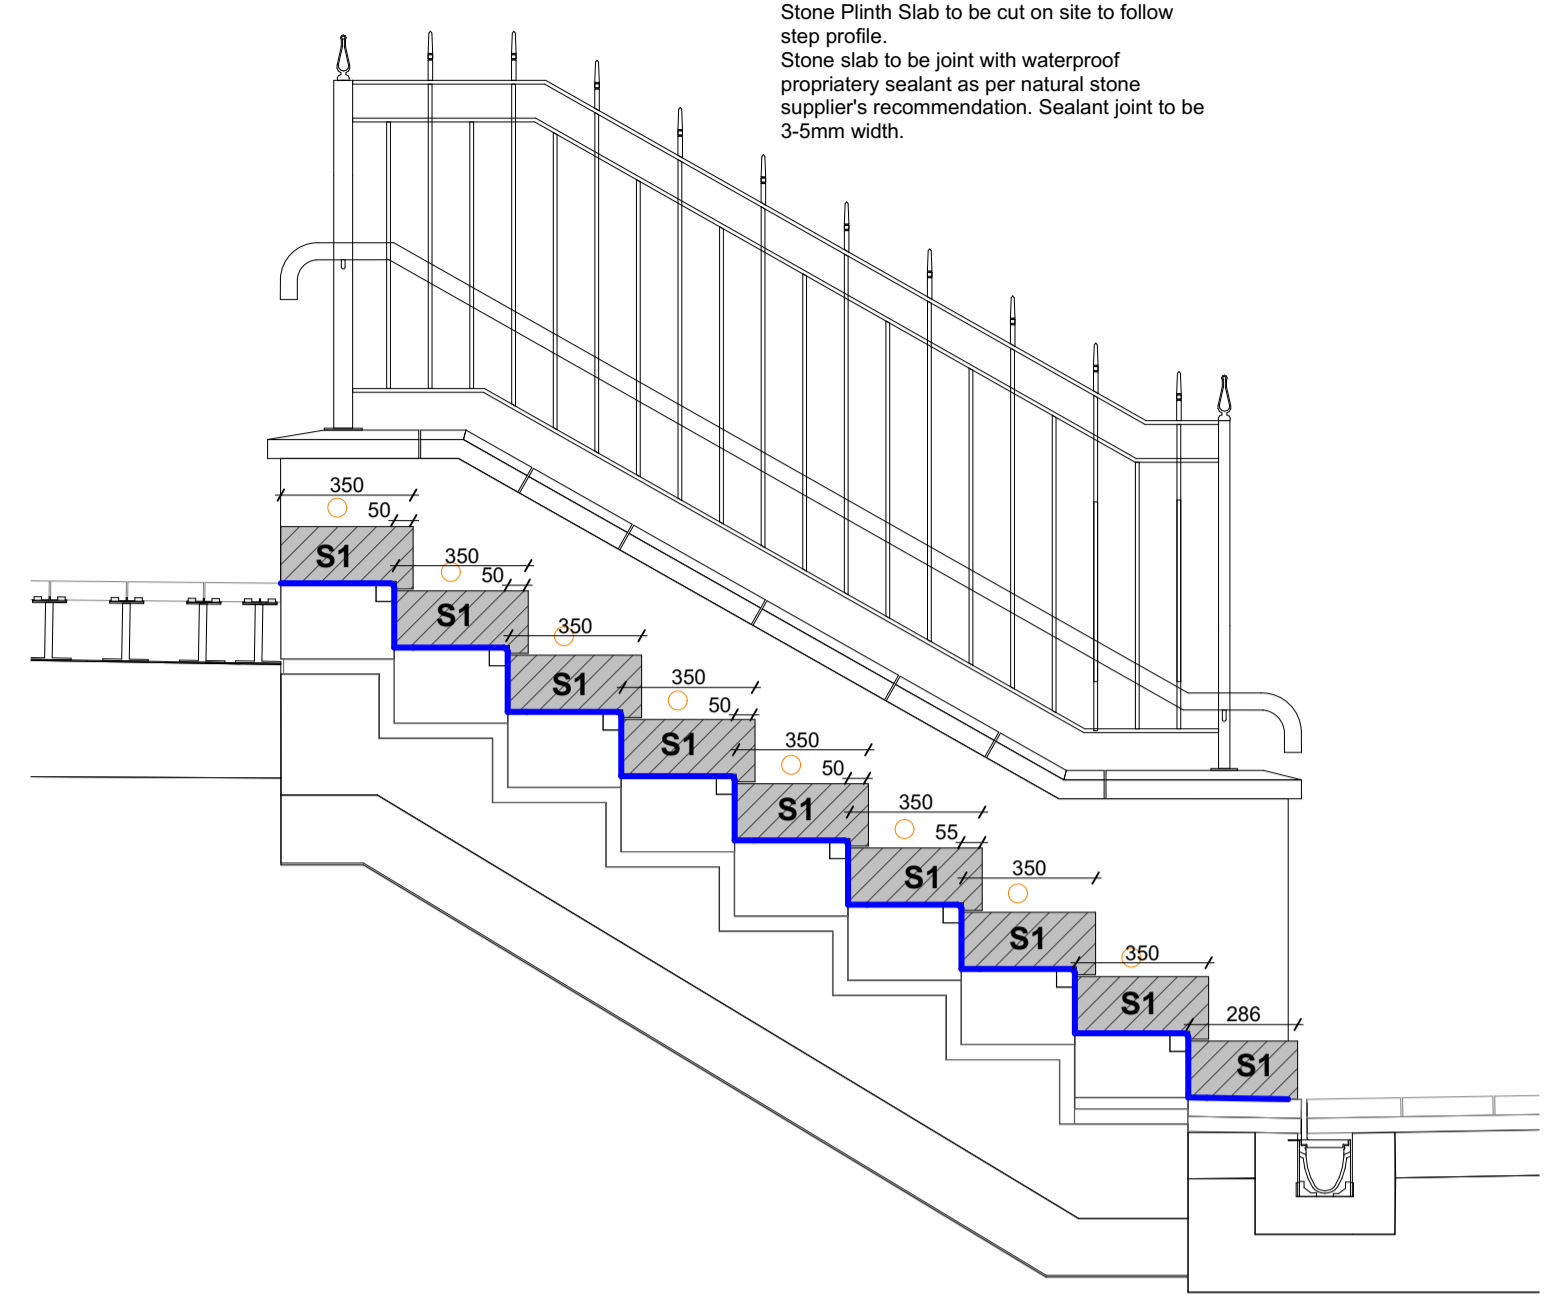 Stone Plinth Slab to be cut on site to follow
step profile.
Stone slab to be joint with waterproof
propriatery sealant as per natural stone
supplier's recommendation. Sealant joint to be
3-5mm width.
350
50
S1
350
50
S1
350
S1
350
50
S1
350
50
S1
350
55
S1
350
S1
350
S1
286
S1